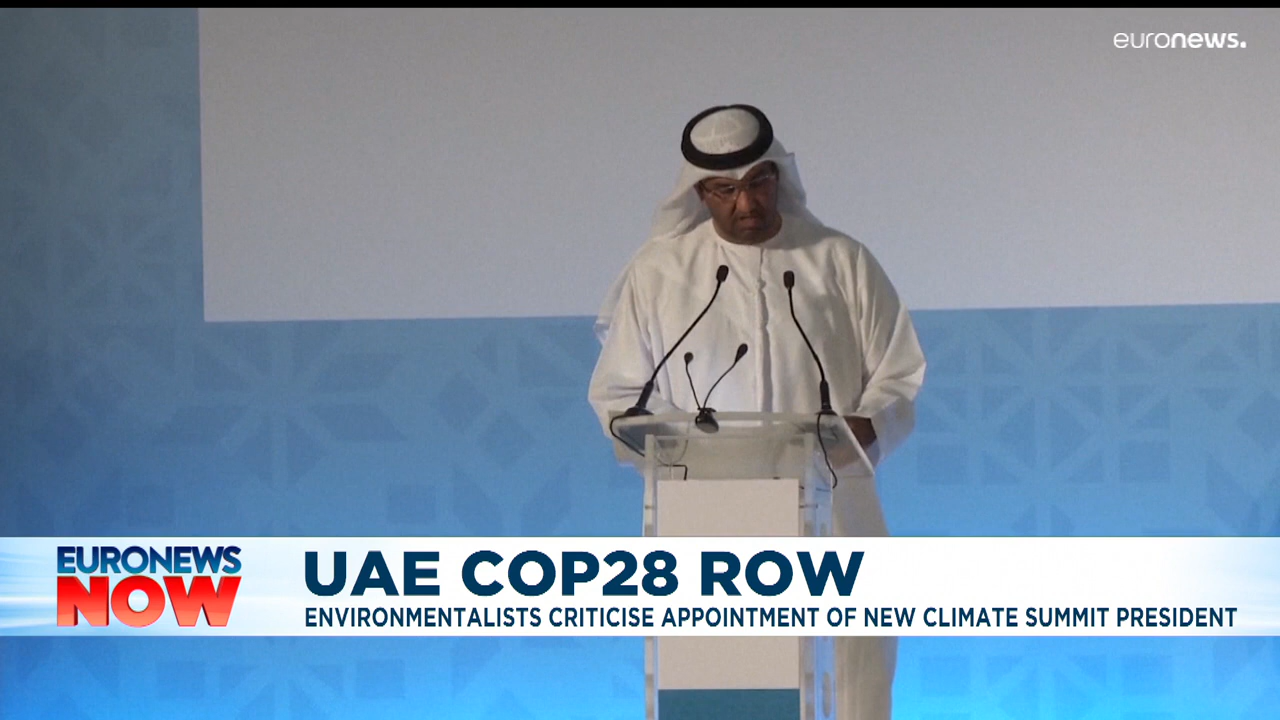 euronews.
EURONEWS
NOW
UAE COP28 ROW
ENVIRONMENTALISTS CRITICISE APPOINTMENT OF NEW CLIMATE SUMMIT PRESIDENT